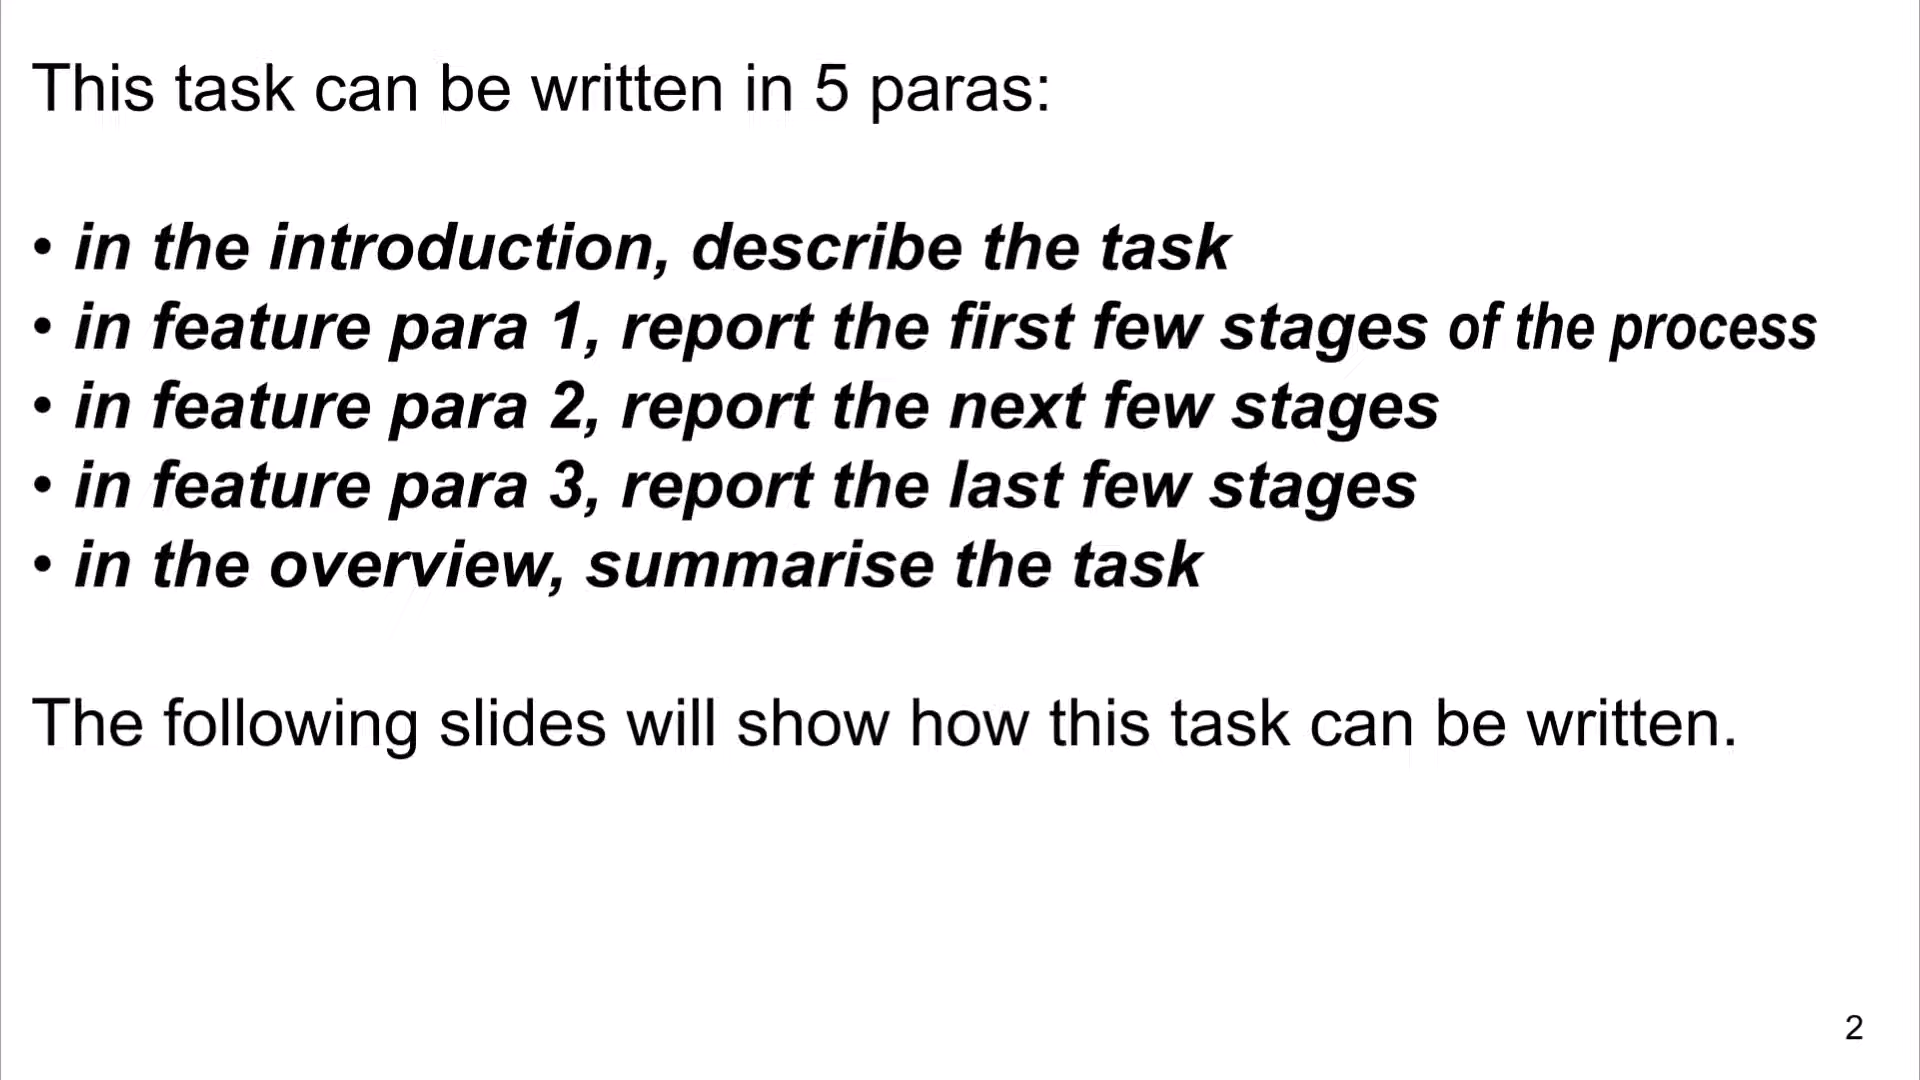 This task can be written in 5 paras:
• in the introduction, describe the task
• in feature para 1, report the first few stages of the process
• in feature para 2, report the next few stages
• in feature para 3, report the last few stages
• in the overview, summarise the task
The following slides will show how this task can be written.
2